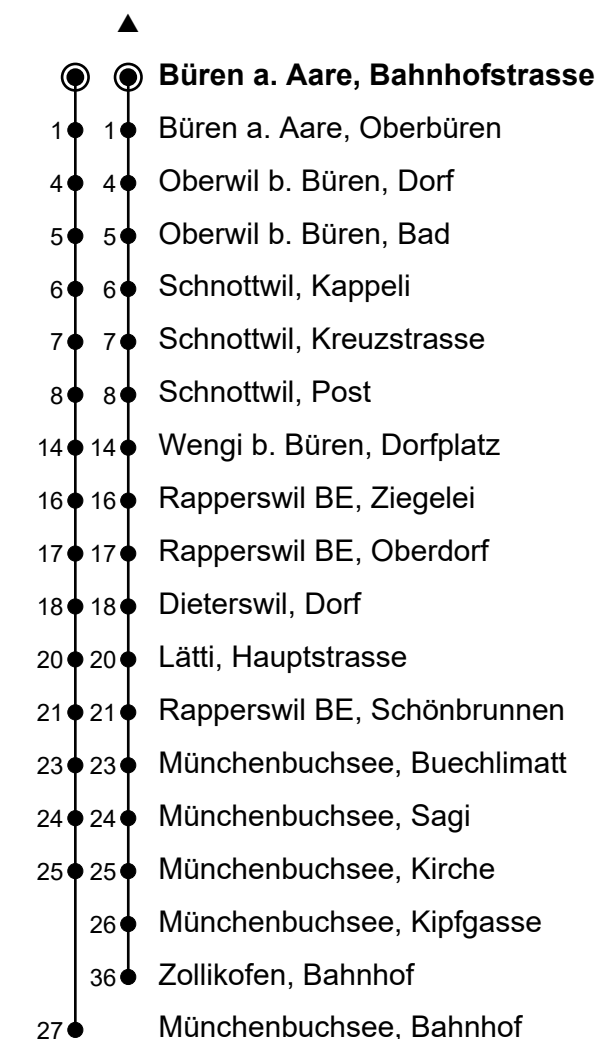 ▲
Büren a. Aare, Bahnhofstrasse
1 1 Büren a. Aare, Oberbüren
4 4 Oberwil b. Büren, Dorf
5 5 Oberwil b. Büren, Bad
6 6 Schnottwil, Kappeli
7 7 Schnottwil, Kreuzstrasse
8 8 Schnottwil, Post
14 14 Wengi b. Büren, Dorfplatz
16 16 Rapperswil BE, Ziegelei
17 17 Rapperswil BE, Oberdorf
18 18 Dieterswil, Dorf
20 20 Lätti, Hauptstrasse
21 21 Rapperswil BE, Schönbrunnen
23 23 Münchenbuchsee, Buechlimatt
24 24 Münchenbuchsee, Sagi
25 25 Münchenbuchsee, Kirche
26 Münchenbuchsee, Kipfgasse
36 Zollikofen, Bahnhof
27 Münchenbuchsee, Bahnhof